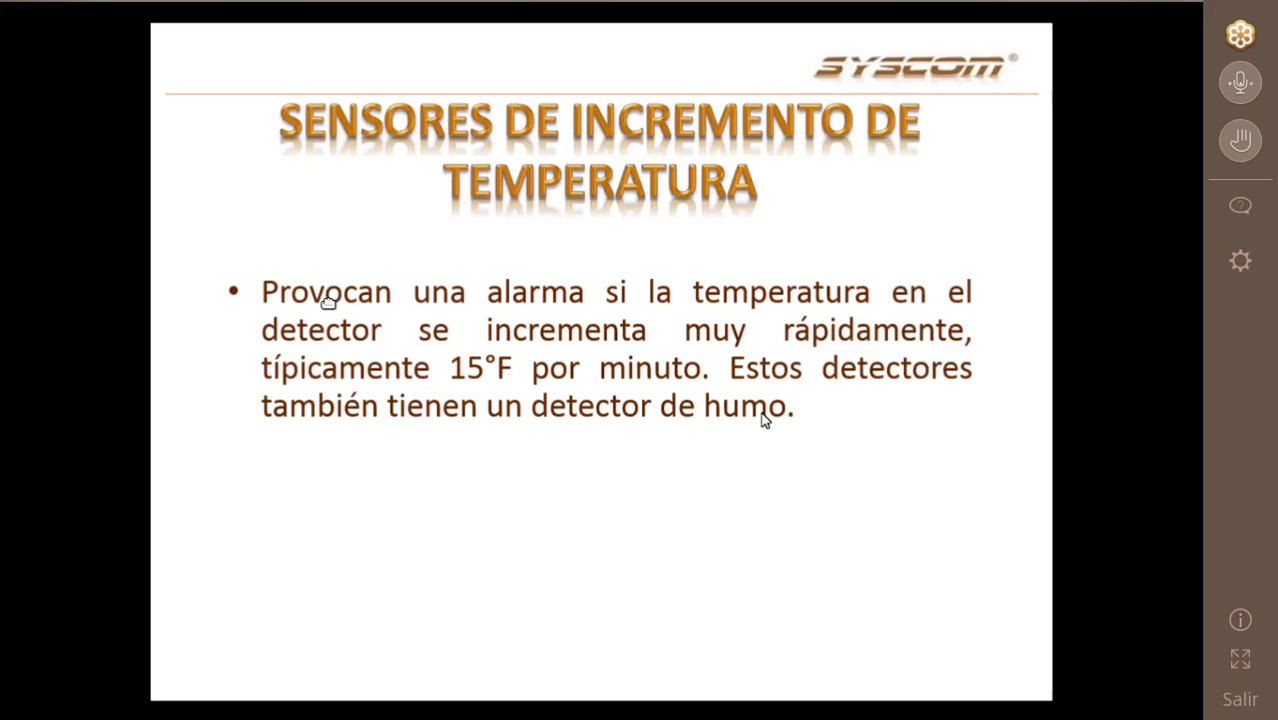 SYSCOM®
SENSORES DE INCREMENTO DE
TEMPERATURA
• Provocan una alarma si la temperatura en el
detector se incrementa muy rápidamente,
típicamente 15°F por minuto. Estos detectores
también tienen un detector de humo.
Salir